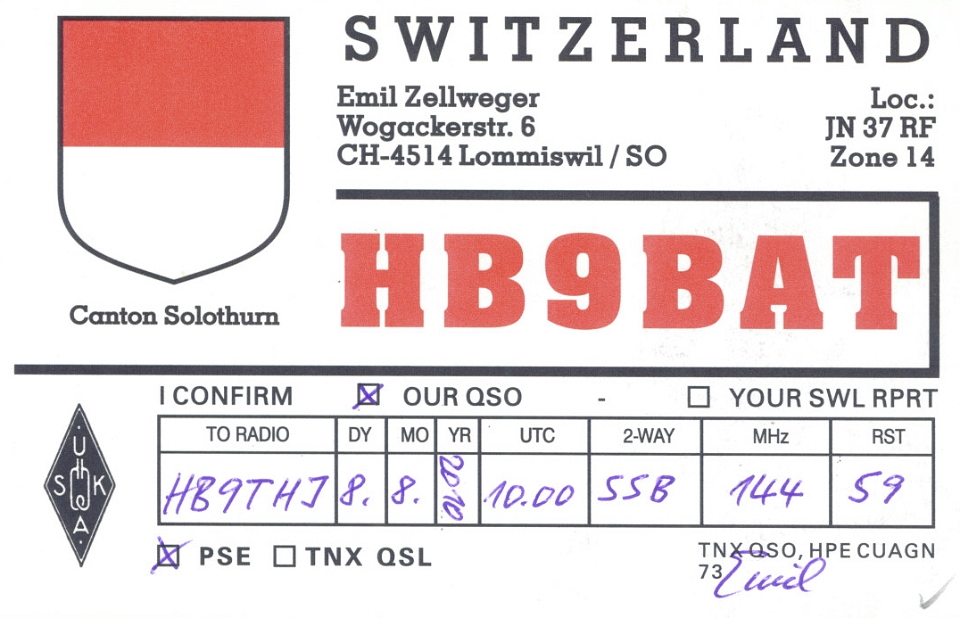 SWITZERLAND
Emil Zellweger
Wogackerstr. 6
CH-4514 Lommiswil / SO
Loc.:
JN 37 RF
Zone 14
Canton Solothurn
HB9BAT
I CONFIRM OUR QSO - YOUR SWL RPRT
TO RADIO DY MO YR UTC 2-WAY MHz RST
HB9THJ 8. 8. 2010 10.00 SSB 144 59
U
S K
A
PSE TNX QSL
TNX QSO, HPE CUAGN
73 Emil